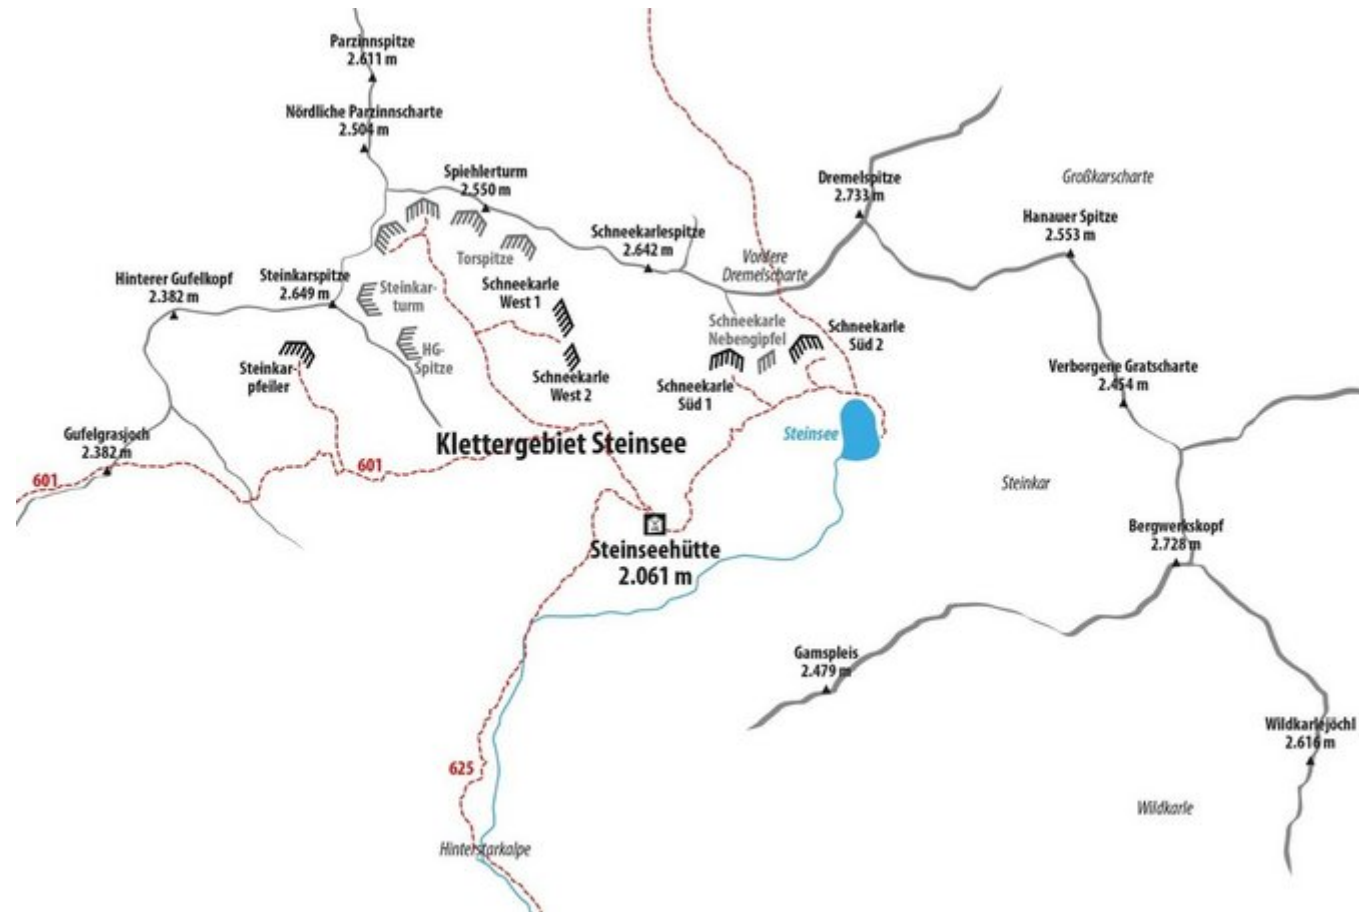 Parzinnspitze
2.611 m
Nördliche Parzinnscharte
2.504 m
Spiehlerturm
2.550 m
Dremelspitze
2.733 m
Großkarscharte
Hanauer Spitze
2.553 m
Schneekarlespitze
2.642 m
Vordere
Dremelscharte
Torspitze
Hinterer Gufelkopf
2.382 m
Steinkarspitze
2.649 m
Steinkar-
turm
Schneekarle
West 1
Schneekarle
Nebengipfel
Schneekarle
Süd 2
HG-
Spitze
Steinkar-
pfeiler
Schneekarle
West 2
Schneekarle
Süd 1
Verborgene Gratscharte
2.454 m
Gufelgrasjoch
2.382 m
Klettergebiet Steinsee
Steinsee
601
601
Steinkar
Steinseehütte
2.061 m
Bergwerkskopf
2.728 m
Gamspleis
2.479 m
Wildkarlejöchl
2.616 m
625
Wildkarle
Hinterstarkalpe